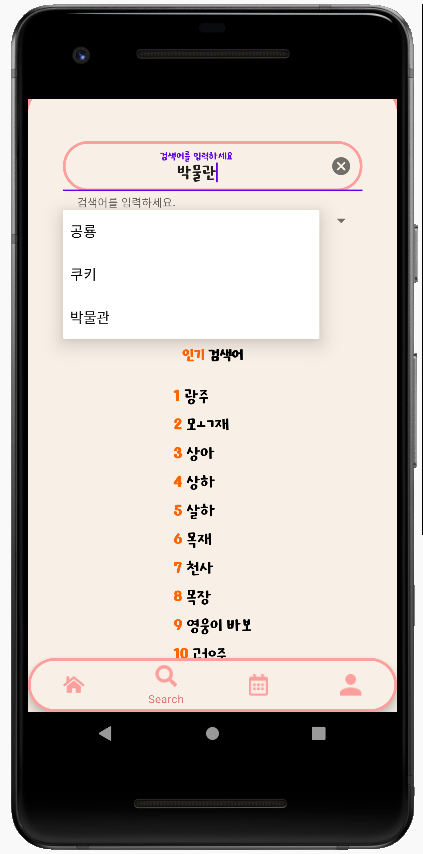 검색어를 입력하세요
박물관
검색어를 입력하세요.
공룡
쿠키
박물관
인기 검색어
1 광주
2 모ㅗㄱ재
3 상아
4 상하
5 살하
6 목재
7 천사
8 목장
9 영웅이 바보
10
Search